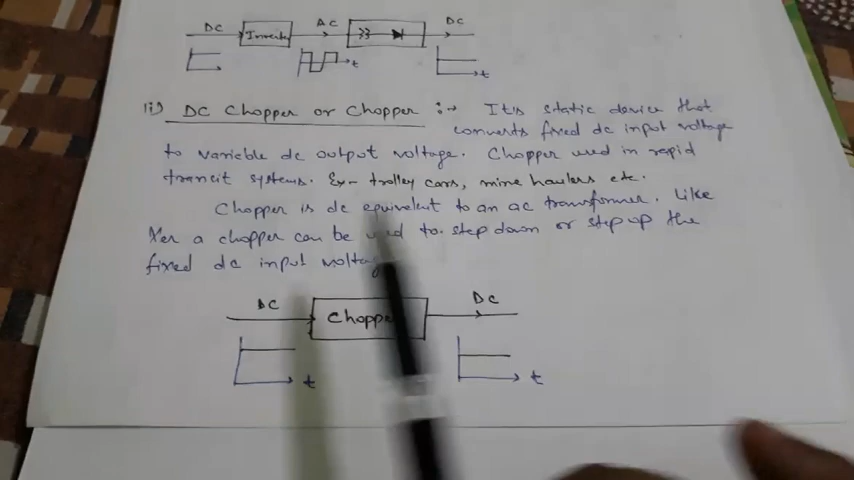 DC AC DC
Inverter
t t
(ii) DC Chopper or Chopper :→ It is static device that
converts fixed dc input voltage
to variable dc output voltage. Chopper used in rapid
transit systems. Ex- trolley cars, mine haulers etc.
Chopper is dc equivalent to an ac transformer. Like
Xer a chopper can be used to step down or step up the
fixed dc input
DC DC
t t